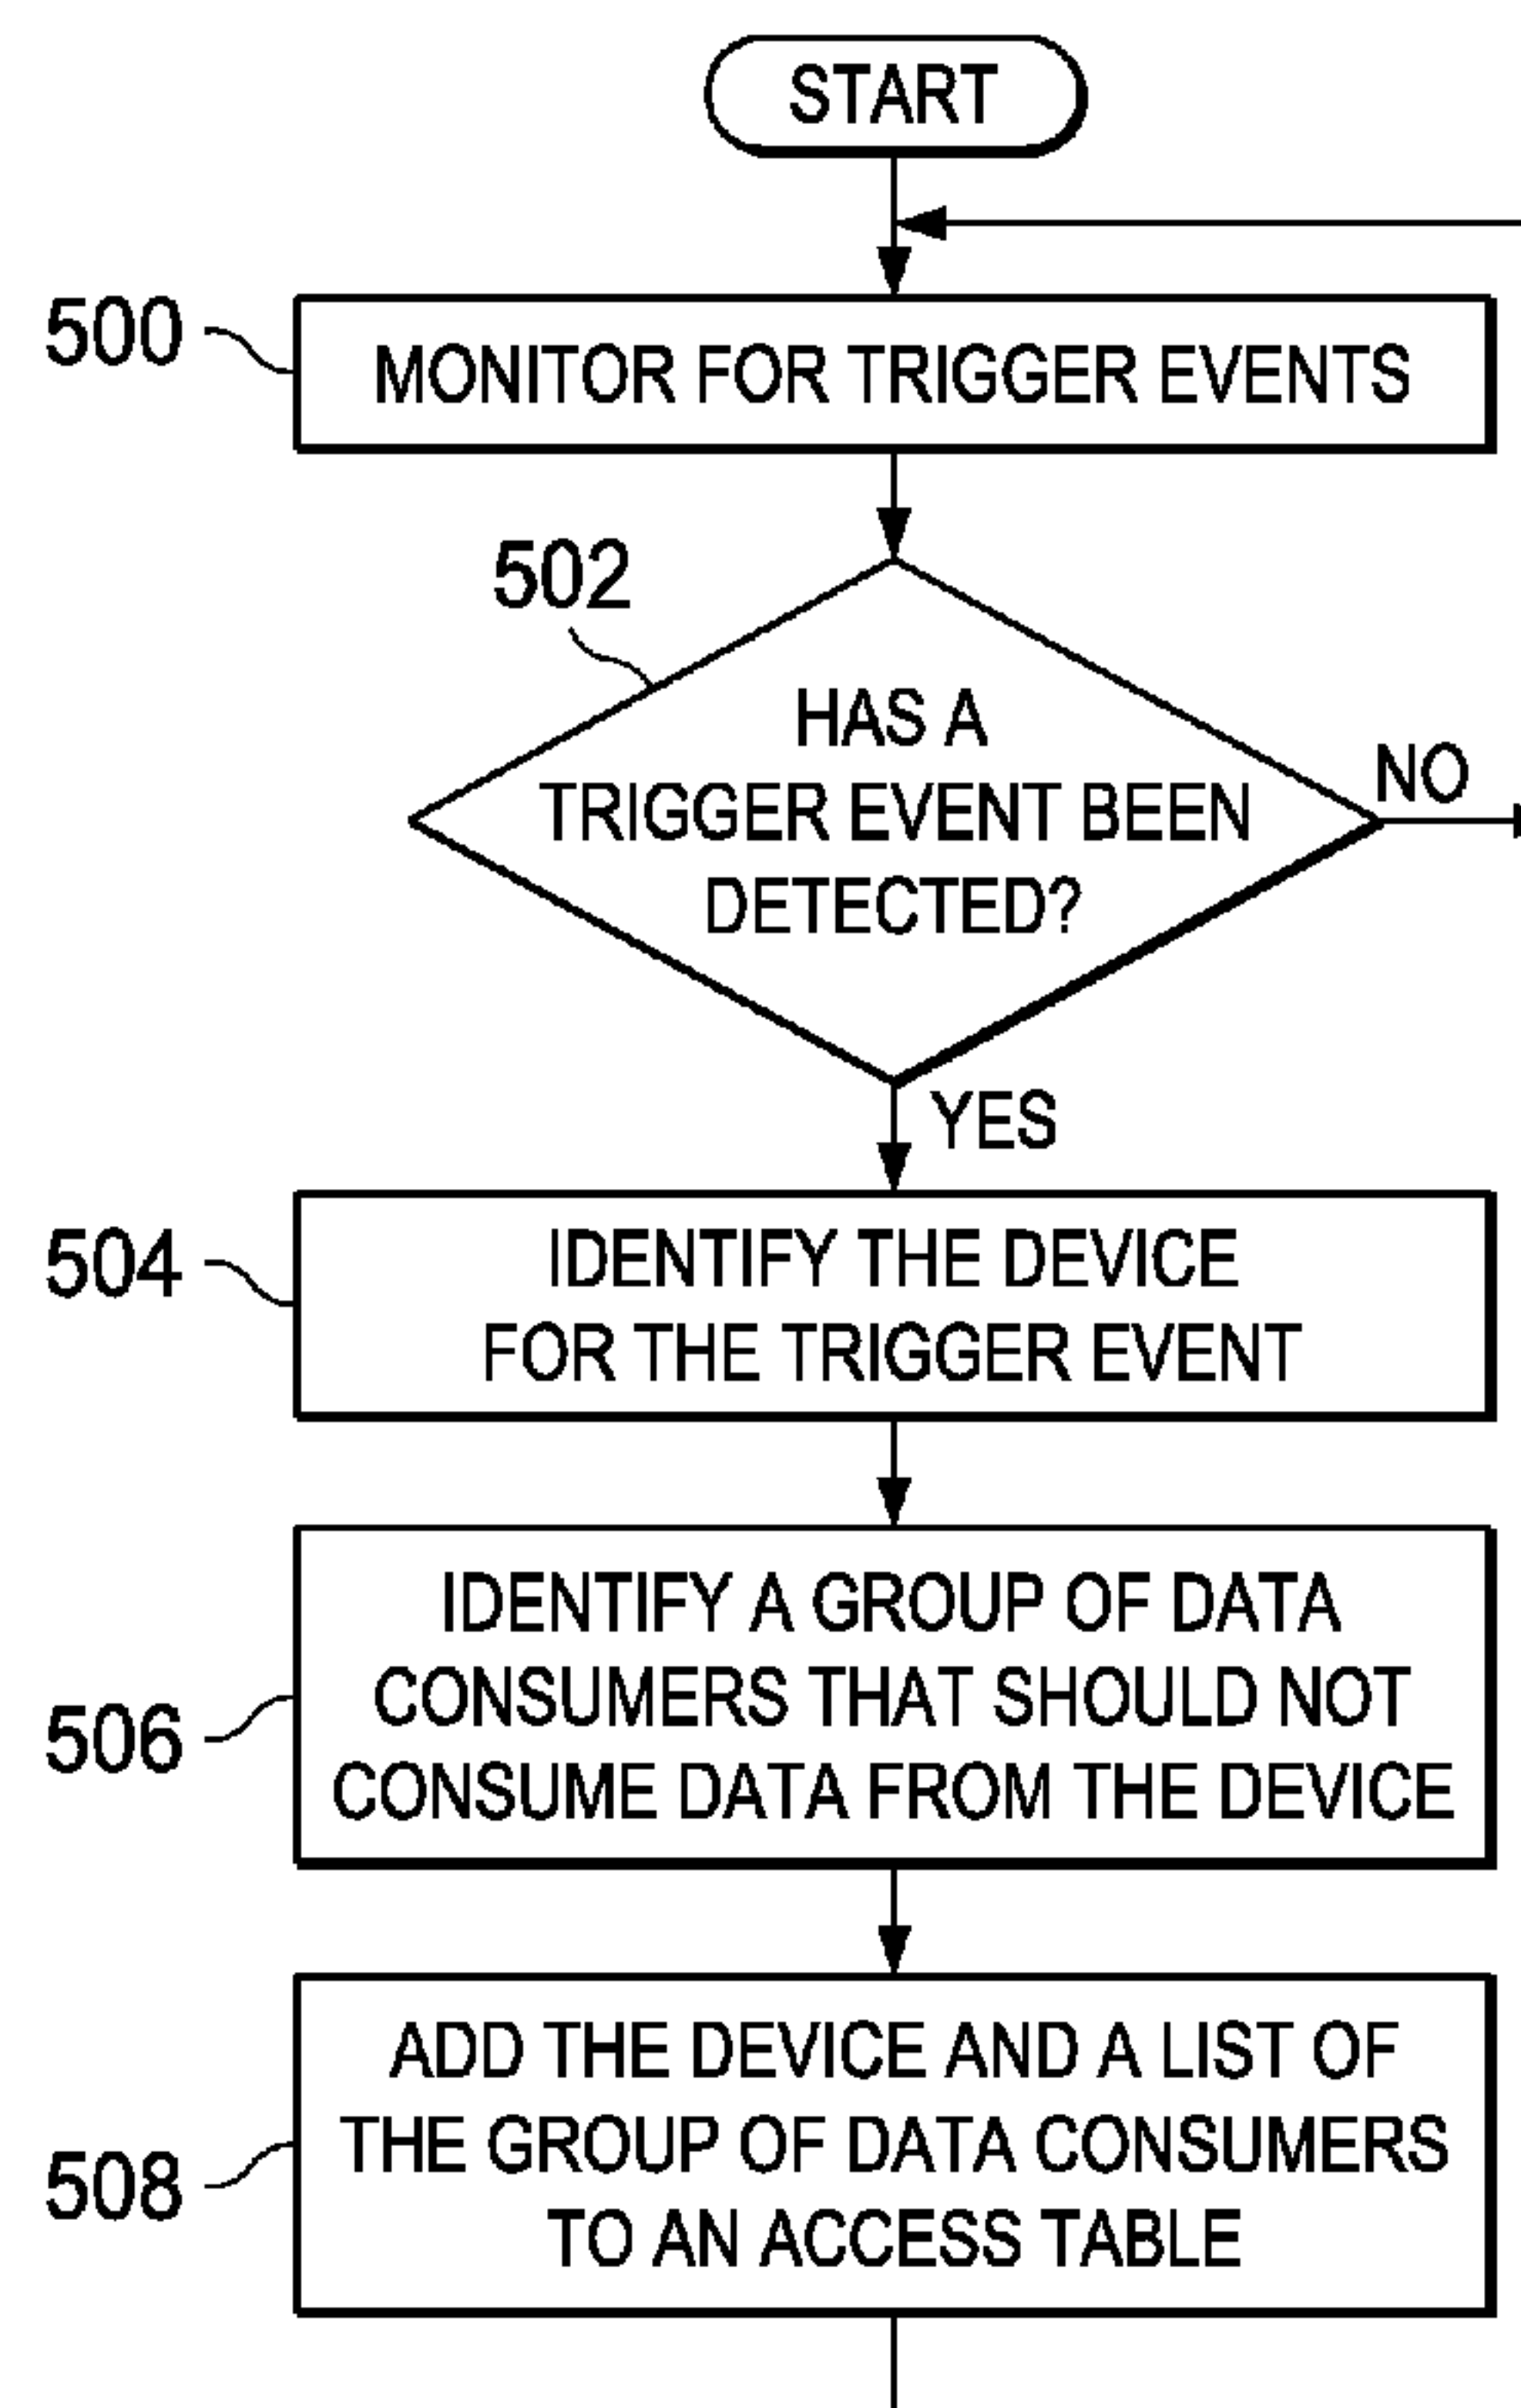 START
500
MONITOR FOR TRIGGER EVENTS
502
HAS A
TRIGGER EVENT BEEN
DETECTED?
NO
YES
504
IDENTIFY THE DEVICE
FOR THE TRIGGER EVENT
506
IDENTIFY A GROUP OF DATA
CONSUMERS THAT SHOULD NOT
CONSUME DATA FROM THE DEVICE
508
ADD THE DEVICE AND A LIST OF
THE GROUP OF DATA CONSUMERS
TO AN ACCESS TABLE